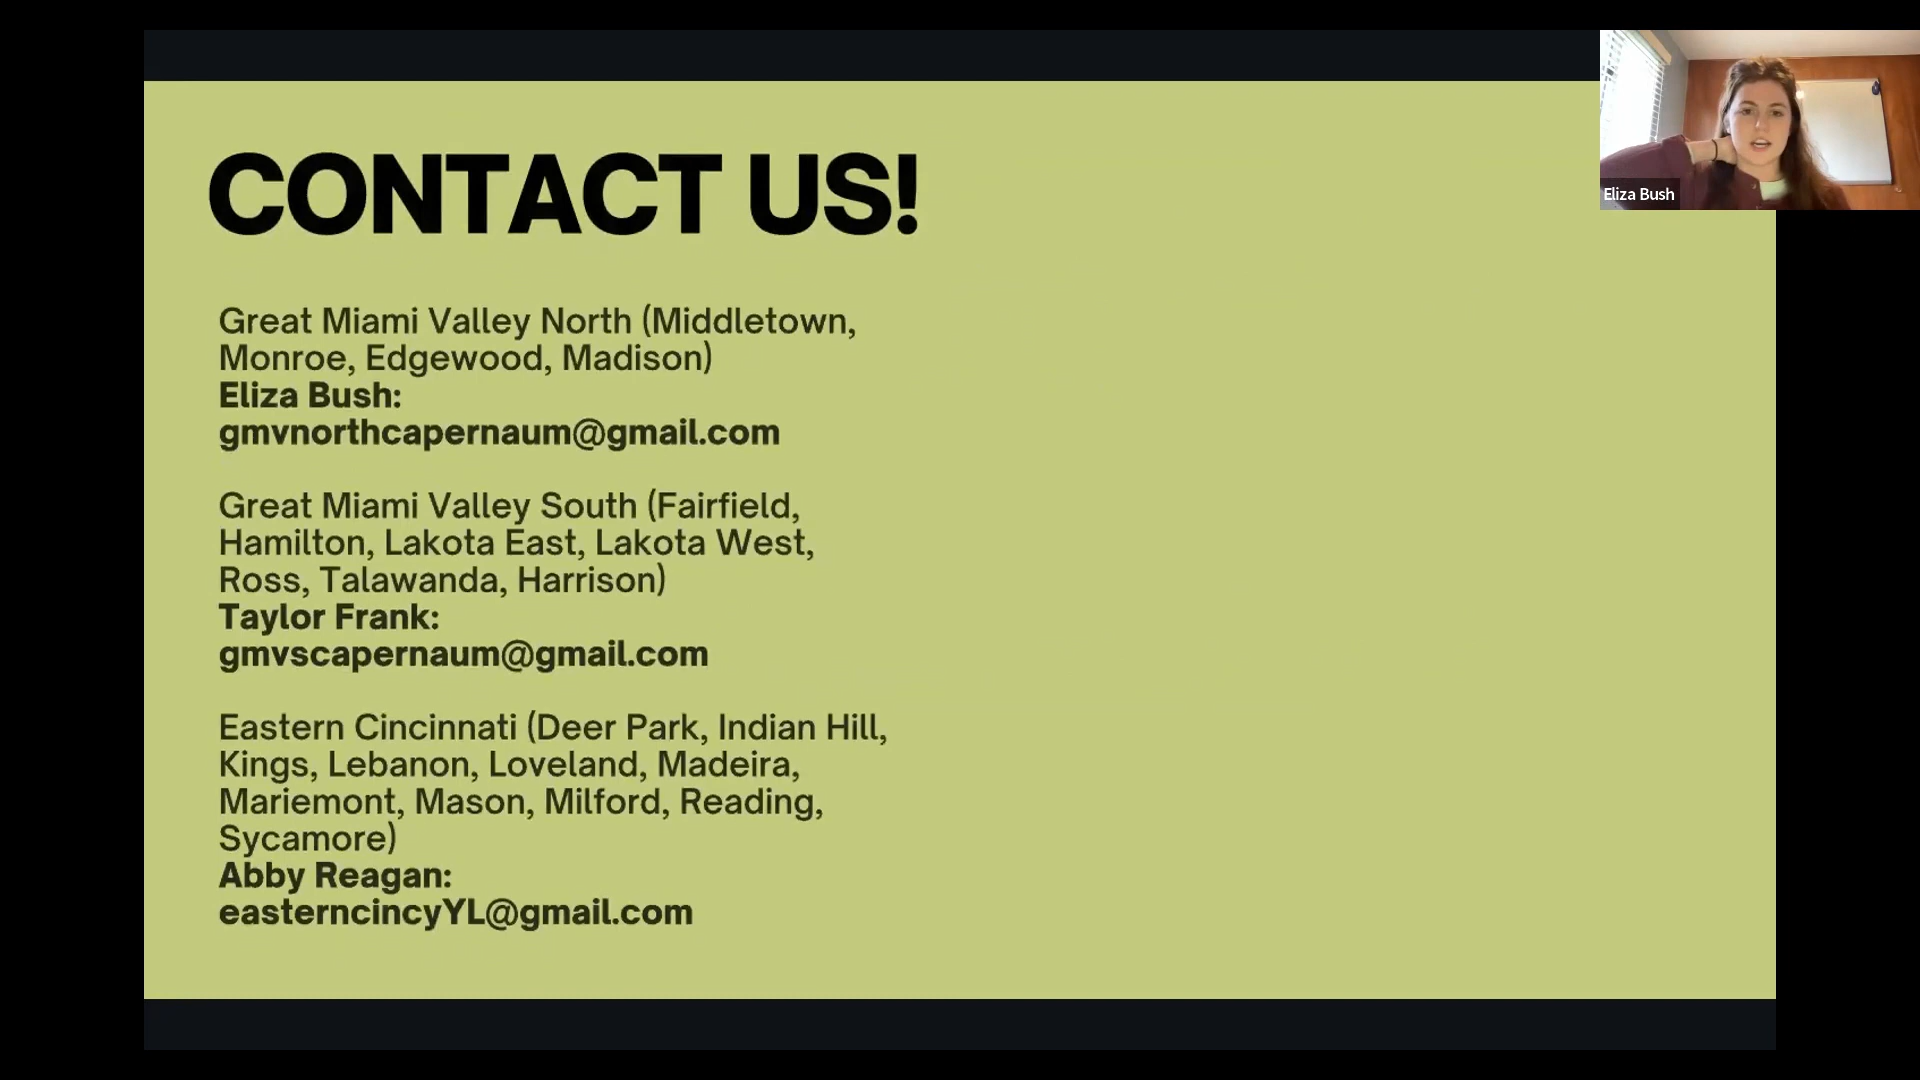 CONTACT US!
Great Miami Valley North (Middletown,
Monroe, Edgewood, Madison)
Eliza Bush:
gmvnorthcapernaum@gmail.com
Great Miami Valley South (Fairfield,
Hamilton, Lakota East, Lakota West,
Ross, Talawanda, Harrison)
Taylor Frank:
gmvscapernaum@gmail.com
Eastern Cincinnati (Deer Park, Indian Hill,
Kings, Lebanon, Loveland, Madeira,
Mariemont, Mason, Milford, Reading,
Sycamore)
Abby Reagan:
easterncincyYL@gmail.com
Eliza Bush